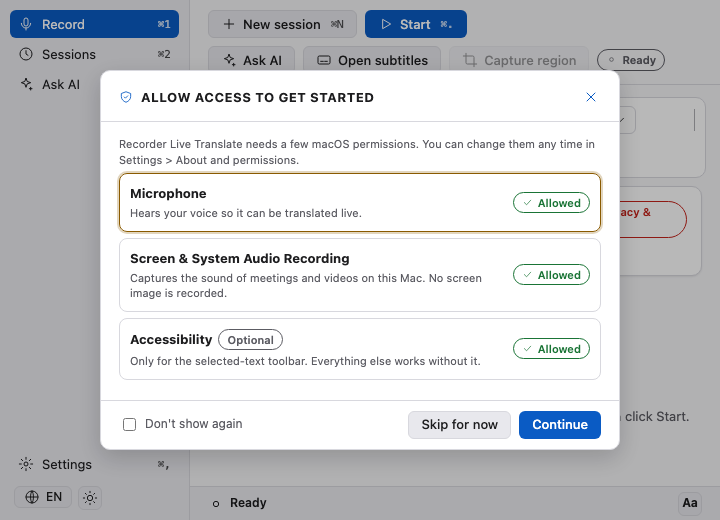 Record ⌘1
Sessions ⌘2
Ask AI
New session ⌘N
Start ⌘.
Ask AI
Open subtitles
Capture region
Ready
ALLOW ACCESS TO GET STARTED
Recorder Live Translate needs a few macOS permissions. You can change them any time in
Settings > About and permissions.
Microphone
Hears your voice so it can be translated live.
Allowed
Screen & System Audio Recording
Captures the sound of meetings and videos on this Mac. No screen
image is recorded.
Allowed
Accessibility Optional
Only for the selected-text toolbar. Everything else works without it.
Allowed
Don't show again
Skip for now
Continue
&
click Start.
Settings ⌘,
EN
Ready
Aa